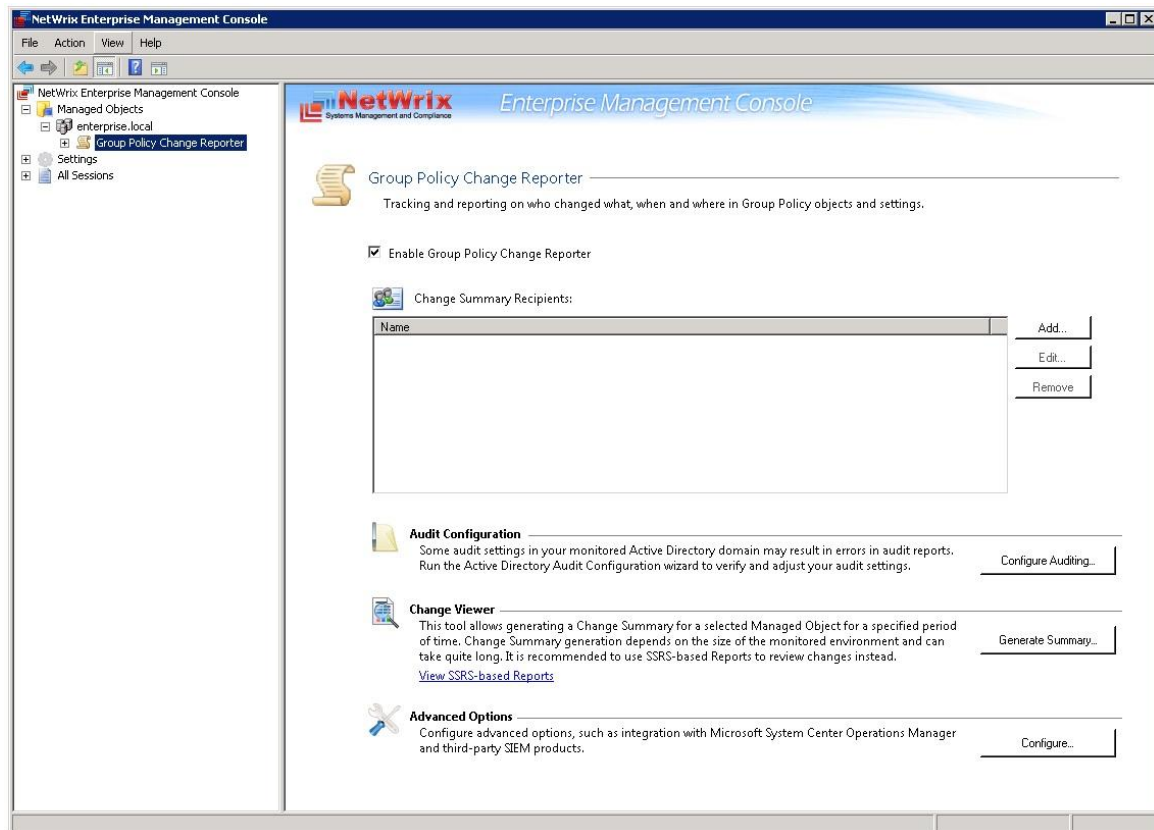 NetWrix Enterprise Management Console
File Action View Help
NetWrix Enterprise Management Console
Managed Objects
enterprise.local
Group Policy Change Reporter
Settings
All Sessions
NetWrix
Systems Management and Compliance
Enterprise Management Console
Group Policy Change Reporter
Tracking and reporting on who changed what, when and where in Group Policy objects and settings.
Enable Group Policy Change Reporter
Change Summary Recipients:
Name
Add...
Edit...
Remove
Audit Configuration
Some audit settings in your monitored Active Directory domain may result in errors in audit reports.
Run the Active Directory Audit Configuration wizard to verify and adjust your audit settings.
Configure Auditing...
Change Viewer
This tool allows generating a Change Summary for a selected Managed Object for a specified period
of time. Change Summary generation depends on the size of the monitored environment and can
take quite long. It is recommended to use SSRS-based Reports to review changes instead.
Generate Summary...
View SSRS-based Reports
Advanced Options
Configure advanced options, such as integration with Microsoft System Center Operations Manager
and third-party SIEM products.
Configure...